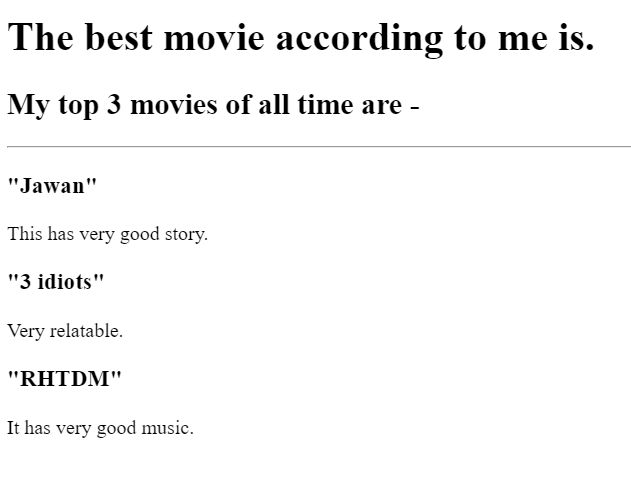 The best movie according to me is.
My top 3 movies of all time are -
"Jawan"
This has very good story.
"3 idiots"
Very relatable.
"RHTDM"
It has very good music.